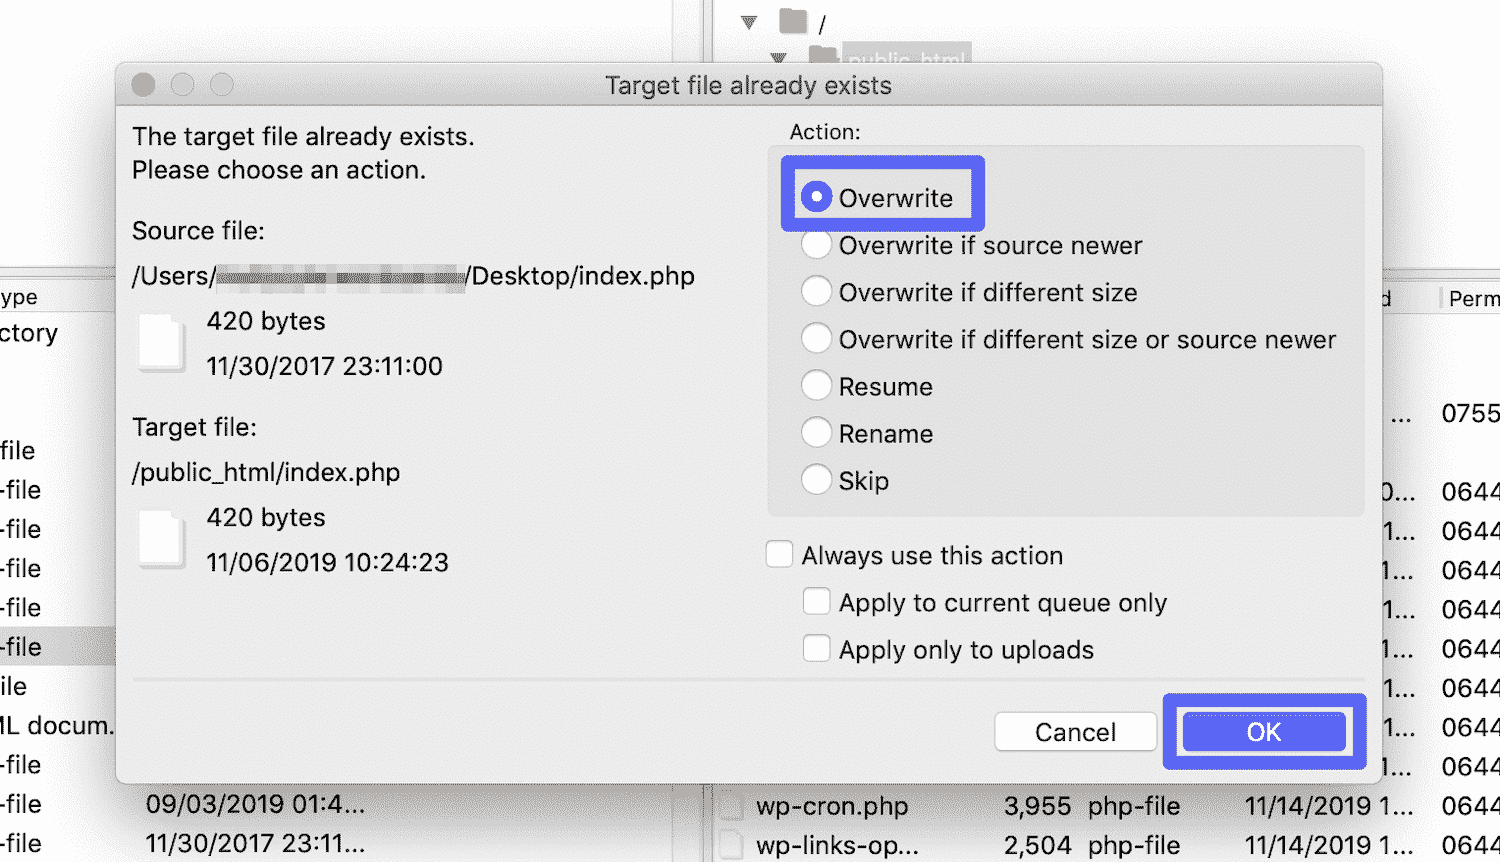 /
public_html
Target file already exists
The target file already exists.
Please choose an action.
Source file:
/Users/ /Desktop/index.php
420 bytes
11/30/2017 23:11:00
Target file:
/public_html/index.php
420 bytes
11/06/2019 10:24:23
Action:
Overwrite
Overwrite if source newer
Overwrite if different size
Overwrite if different size or source newer
Resume
Rename
Skip
Always use this action
Apply to current queue only
Apply only to uploads
Cancel
OK
ype
ctory
file
-file
-file
-file
-file
-file
ile
ML docum.
-file
-file 09/03/2019 01:4...
-file 11/30/2017 23:11...
d Perm
... 0755
0... 0644
1... 0644
1... 0644
1... 0644
1... 0644
1... 0644
1... 0644
1... 0644
wp-cron.php 3,955 php-file 11/14/2019 1... 0644
wp-links-op... 2,504 php-file 11/14/2019 1... 0644